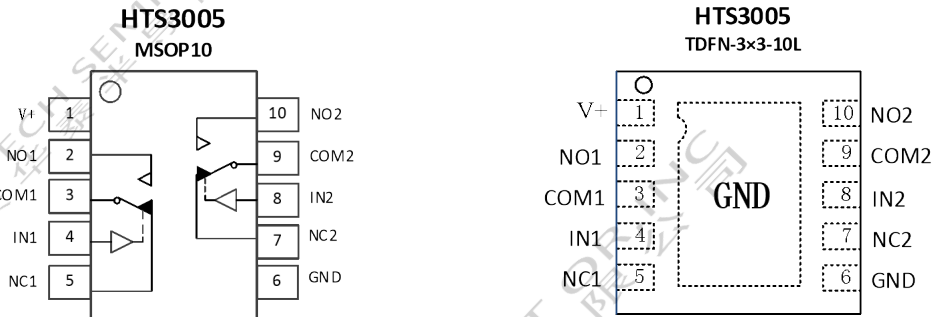 HTS3005
MSOP10
V+ 1 10 NO2
NO1 2 9 COM2
COM1 3 8 IN2
IN1 4 7 NC2
NC1 5 6 GND
HTS3005
TDFN-3×3-10L
V+ 1 10 NO2
NO1 2 9 COM2
COM1 3 GND 8 IN2
IN1 4 7 NC2
NC1 5 6 GND